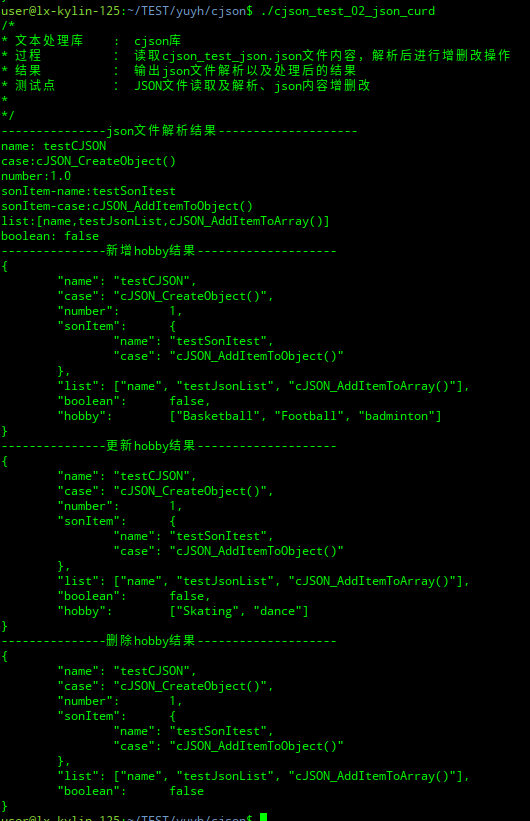 user@lx-kylin-125:~/TEST/yuyh/cjson$ ./cjson_test_02_json_curd
/*
* 文本处理库    :  cjson库
* 过程          :  读取cjson_test_json.json文件内容，解析后进行增删改操作
* 结果          :  输出json文件解析以及处理后的结果
* 测试点        :  JSON文件读取及解析、json内容增删改
*
*/
---------------json文件解析结果--------------------
name: testCJSON
case:cJSON_CreateObject()
number:1.0
sonItem-name:testSonItest
sonItem-case:cJSON_AddItemToObject()
list:[name,testJsonList,cJSON_AddItemToArray()]
boolean: false
---------------新增hobby结果--------------------
{
        "name": "testCJSON",
        "case": "cJSON_CreateObject()",
        "number":       1,
        "sonItem":      {
                "name": "testSonItest",
                "case": "cJSON_AddItemToObject()"
        },
        "list": ["name", "testJsonList", "cJSON_AddItemToArray()"],
        "boolean":      false,
        "hobby":        ["Basketball", "Football", "badminton"]
}
---------------更新hobby结果--------------------
{
        "name": "testCJSON",
        "case": "cJSON_CreateObject()",
        "number":       1,
        "sonItem":      {
                "name": "testSonItest",
                "case": "cJSON_AddItemToObject()"
        },
        "list": ["name", "testJsonList", "cJSON_AddItemToArray()"],
        "boolean":      false,
        "hobby":        ["Skating", "dance"]
}
---------------删除hobby结果--------------------
{
        "name": "testCJSON",
        "case": "cJSON_CreateObject()",
        "number":       1,
        "sonItem":      {
                "name": "testSonItest",
                "case": "cJSON_AddItemToObject()"
        },
        "list": ["name", "testJsonList", "cJSON_AddItemToArray()"],
        "boolean":      false
}
user@lx-kylin-125:~/TEST/yuyh/cjson$